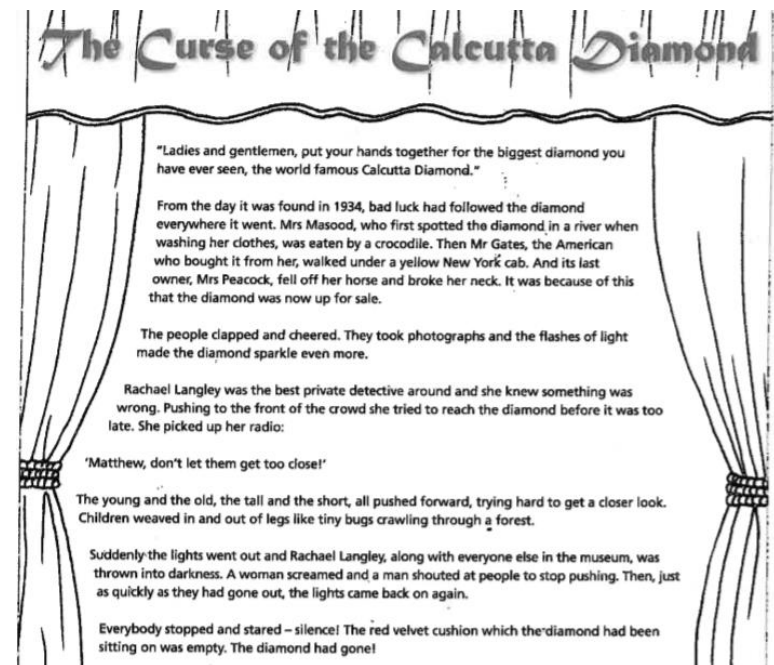 The Curse of the Calcutta Diamond
"Ladies and gentlemen, put your hands together for the biggest diamond you
have ever seen, the world famous Calcutta Diamond."
From the day it was found in 1934, bad luck had followed the diamond
everywhere it went. Mrs Masood, who first spotted the diamond in a river when
washing her clothes, was eaten by a crocodile. Then Mr Gates, the American
who bought it from her, walked under a yellow New York cab. And its last
owner, Mrs Peacock, fell off her horse and broke her neck. It was because of this
that the diamond was now up for sale.
The people clapped and cheered. They took photographs and the flashes of light
made the diamond sparkle even more.
Rachael Langley was the best private detective around and she knew something was
wrong. Pushing to the front of the crowd she tried to reach the diamond before it was too
late. She picked up her radio:
'Matthew, don't let them get too close!'
The young and the old, the tall and the short, all pushed forward, trying hard to get a closer look.
Children weaved in and out of legs like tiny bugs crawling through a forest.
Suddenly the lights went out and Rachael Langley, along with everyone else in the museum, was
thrown into darkness. A woman screamed and a man shouted at people to stop pushing. Then, just
as quickly as they had gone out, the lights came back on again.
Everybody stopped and stared – silence! The red velvet cushion which the diamond had been
sitting on was empty. The diamond had gone!